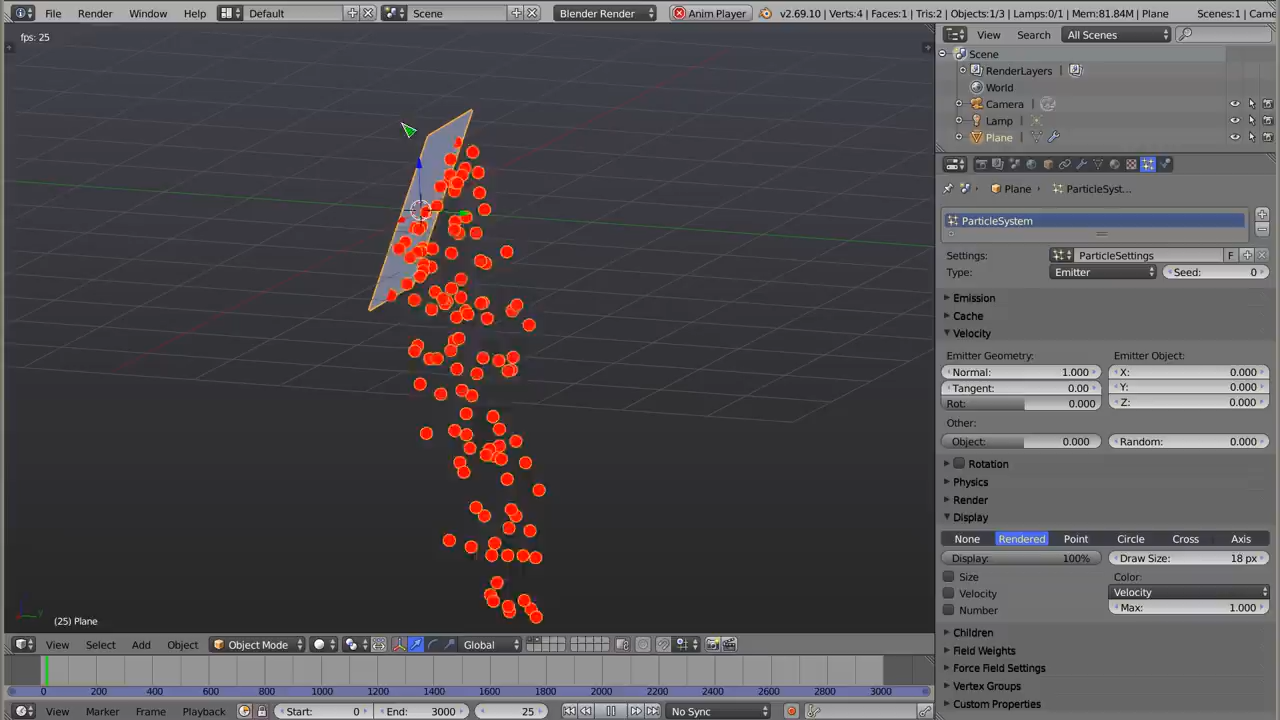 File Render Window Help Default Scene Blender Render Anim Player v2.69.10 | Verts:4 | Faces:1 | Tris:2 | Objects:1/3 | Lamps:0/1 | Mem:81.84M | Plane Scenes:1 | Came
fps: 25
View Search All Scenes
Scene
RenderLayers
World
Camera
Lamp
Plane
Plane ParticleSyst...
ParticleSystem
Settings: ParticleSettings F
Type: Emitter Seed: 0
Emission
Cache
Velocity
Emitter Geometry: Emitter Object:
Normal: 1.000 X: 0.000
Tangent: 0.00 Y: 0.000
Rot: 0.000 Z: 0.000
Other:
Object: 0.000 Random: 0.000
Rotation
Physics
Render
Display
None Rendered Point Circle Cross Axis
Display: 100% Draw Size: 18 px
Size Color:
Velocity Velocity
Number Max: 1.000
Children
Field Weights
Force Field Settings
Vertex Groups
Custom Properties
(25) Plane
View Select Add Object Object Mode Global
0 200 400 600 800 1000 1200 1400 1600 1800 2000 2200 2400 2600 2800 3000
View Marker Frame Playback Start: 0 End: 3000 25 No Sync